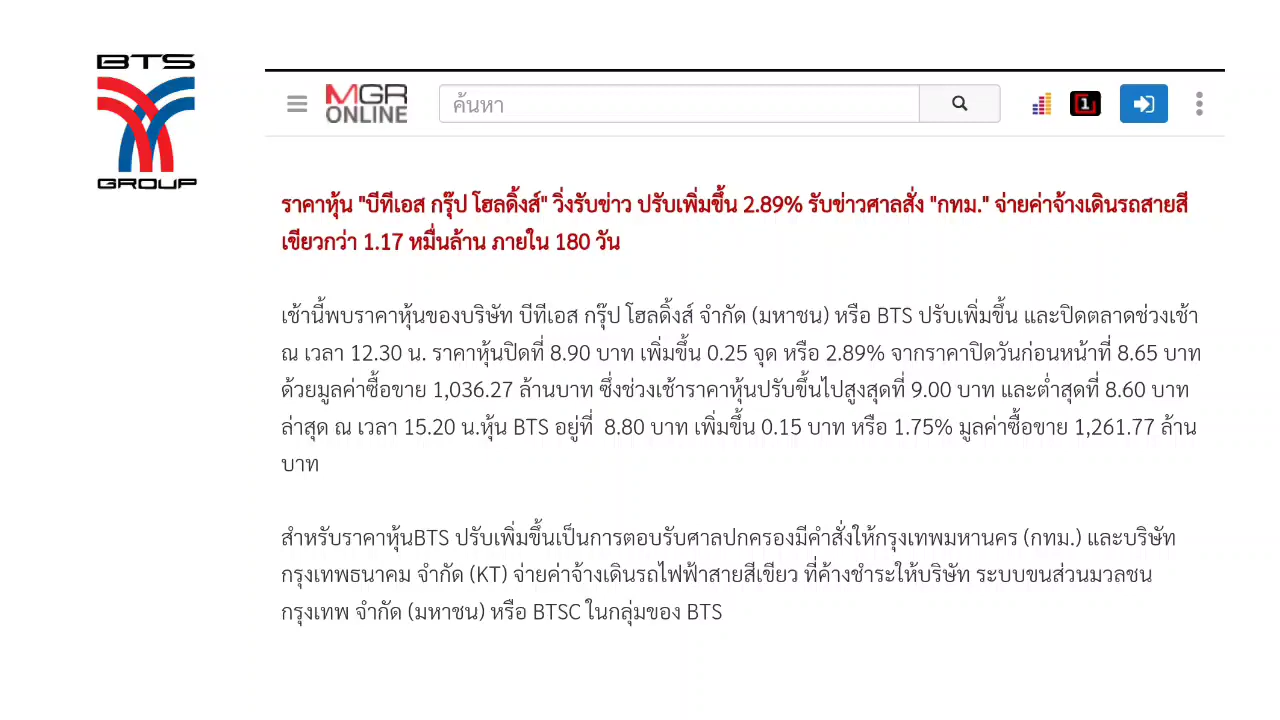 BTS
GROUP
MGR
ONLINE
ค้นหา
1
ราคาหุ้น "บีทีเอส กรุ๊ป โฮลดิ้งส์" วิ่งรับข่าว ปรับเพิ่มขึ้น 2.89% รับข่าวศาลสั่ง "กทม." จ่ายค่าจ้างเดินรถสายสี
เขียวกว่า 1.17 หมื่นล้าน ภายใน 180 วัน
เช้านี้พบราคาหุ้นของบริษัท บีทีเอส กรุ๊ป โฮลดิ้งส์ จำกัด (มหาชน) หรือ BTS ปรับเพิ่มขึ้น และปิดตลาดช่วงเช้า
ณ เวลา 12.30 น. ราคาหุ้นปิดที่ 8.90 บาท เพิ่มขึ้น 0.25 จุด หรือ 2.89% จากราคาปิดวันก่อนหน้าที่ 8.65 บาท
ด้วยมูลค่าซื้อขาย 1,036.27 ล้านบาท ซึ่งช่วงเช้าราคาหุ้นปรับขึ้นไปสูงสุดที่ 9.00 บาท และต่ำสุดที่ 8.60 บาท
ล่าสุด ณ เวลา 15.20 น.หุ้น BTS อยู่ที่ 8.80 บาท เพิ่มขึ้น 0.15 บาท หรือ 1.75% มูลค่าซื้อขาย 1,261.77 ล้าน
บาท
สำหรับราคาหุ้นBTS ปรับเพิ่มขึ้นเป็นการตอบรับศาลปกครองมีคำสั่งให้กรุงเทพมหานคร (กทม.) และบริษัท
กรุงเทพธนาคม จำกัด (KT) จ่ายค่าจ้างเดินรถไฟฟ้าสายสีเขียว ที่ค้างชำระให้บริษัท ระบบขนส่วนมวลชน
กรุงเทพ จำกัด (มหาชน) หรือ BTSC ในกลุ่มของ BTS